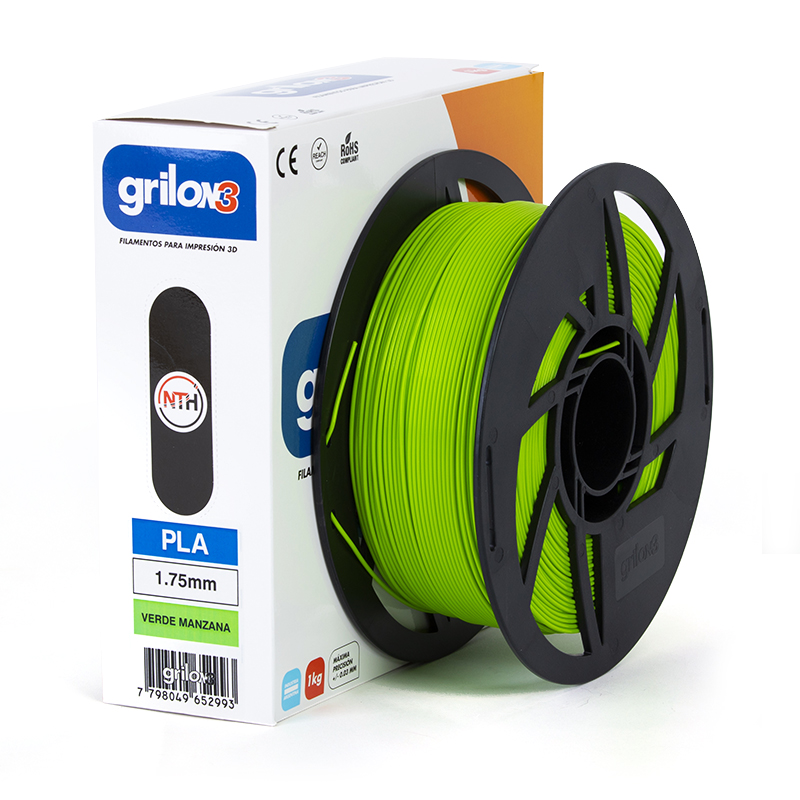 grilon3
FILAMENTOS PARA IMPRESIÓN 3D
CE
REACH
RoHS
COMPLIANT
NTH
PLA
1.75mm
VERDE MANZANA
grilon3
7 798049 652993
1kg
MÁXIMA
PRECISIÓN
+/- 0.03 MM
g
FILA
grilon3